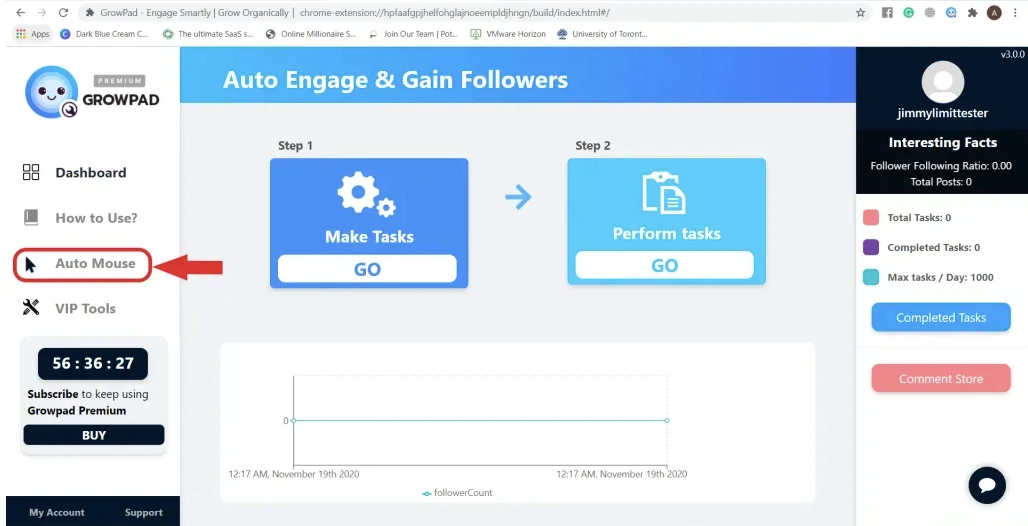 GrowPad - Engage Smartly | Grow Organically | chrome-extension://hpfaafgpjhelfohglajnoeempldjhngn/build/index.html#/
Apps Dark Blue Cream C... The ultimate SaaS s... Online Millionaire S... Join Our Team | Pot... VMware Horizon University of Toront...
PREMIUM
GROWPAD
Dashboard
How to Use?
Auto Mouse
VIP Tools
56 : 36 : 27
Subscribe to keep using
Growpad Premium
BUY
My Account Support
Auto Engage & Gain Followers
Step 1
Make Tasks
GO
Step 2
Perform tasks
GO
0
12:17 AM, November 19th 2020 12:17 AM, November 19th 2020
followerCount
v3.0.0
jimmylimittester
Interesting Facts
Follower Following Ratio: 0.00
Total Posts: 0
Total Tasks: 0
Completed Tasks: 0
Max tasks / Day: 1000
Completed Tasks
Comment Store
A